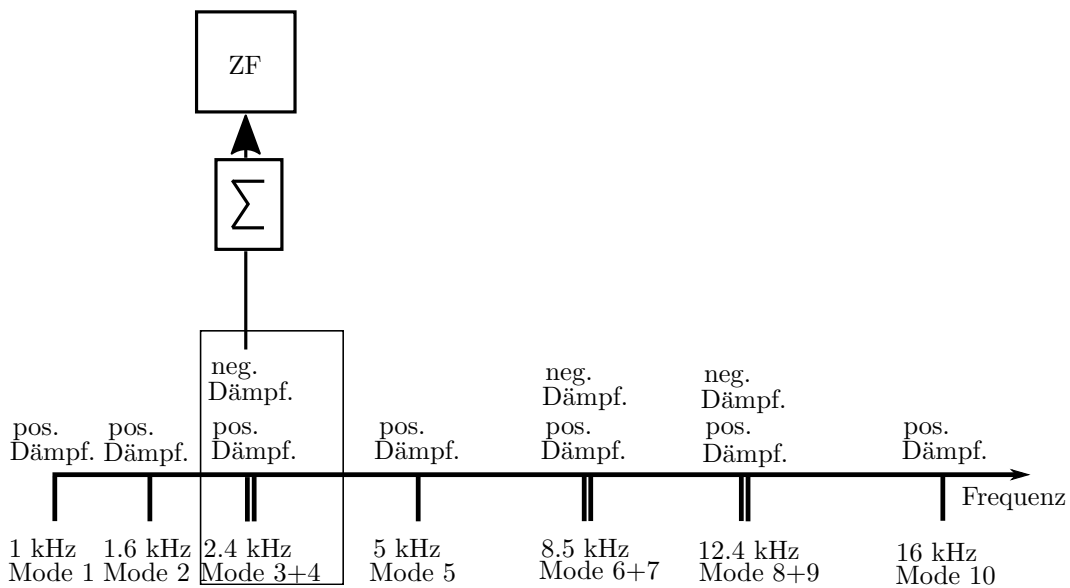 ZF
∑
neg.
Dämpf.
neg.
Dämpf.
neg.
Dämpf.
pos.
Dämpf.
pos.
Dämpf.
pos.
Dämpf.
pos.
Dämpf.
pos.
Dämpf.
pos.
Dämpf.
pos.
Dämpf.
Frequenz
1 kHz
Mode 1
1.6 kHz
Mode 2
2.4 kHz
Mode 3+4
5 kHz
Mode 5
8.5 kHz
Mode 6+7
12.4 kHz
Mode 8+9
16 kHz
Mode 10